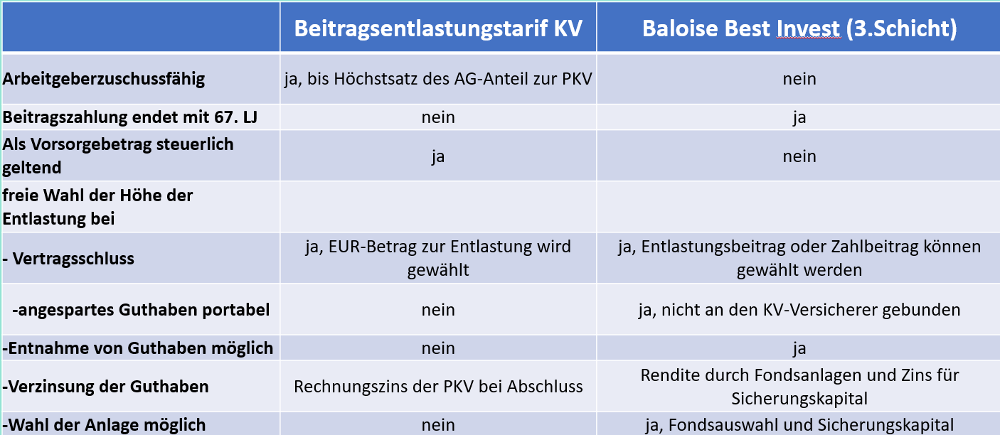 Beitragsentlastungstarif KV
Baloise Best Invest (3.Schicht)
Arbeitgeberzuschussfähig
ja, bis Höchstsatz des AG-Anteil zur PKV
nein
Beitragszahlung endet mit 67. LJ
nein
ja
Als Vorsorgebetrag steuerlich
geltend
ja
nein
freie Wahl der Höhe der
Entlastung bei
- Vertragsschluss
ja, EUR-Betrag zur Entlastung wird
gewählt
ja, Entlastungsbeitrag oder Zahlbeitrag können
gewählt werden
-angespartes Guthaben portabel
nein
ja, nicht an den KV-Versicherer gebunden
-Entnahme von Guthaben möglich
nein
ja
-Verzinsung der Guthaben
Rechnungszins der PKV bei Abschluss
Rendite durch Fondsanlagen und Zins für
Sicherungskapital
-Wahl der Anlage möglich
nein
ja, Fondsauswahl und Sicherungskapital